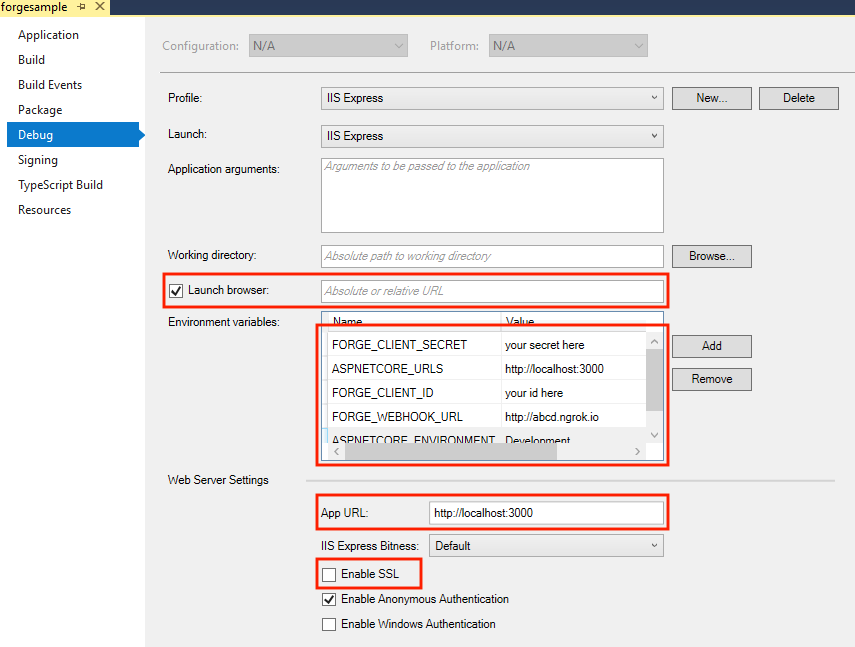 forgesample
Application
Build
Build Events
Package
Debug
Signing
TypeScript Build
Resources
Configuration: N/A Platform: N/A
Profile: IIS Express New... Delete
Launch: IIS Express
Application arguments: Arguments to be passed to the application
Working directory: Absolute path to working directory Browse...
Launch browser: Absolute or relative URL
Environment variables: Name Value
FORGE_CLIENT_SECRET your secret here Add
ASPNETCORE_URLS http://localhost:3000
FORGE_CLIENT_ID your id here Remove
FORGE_WEBHOOK_URL http://abcd.ngrok.io
ASPNETCORE_ENVIRONMENT Development
Web Server Settings
App URL: http://localhost:3000
IIS Express Bitness: Default
Enable SSL
Enable Anonymous Authentication
Enable Windows Authentication